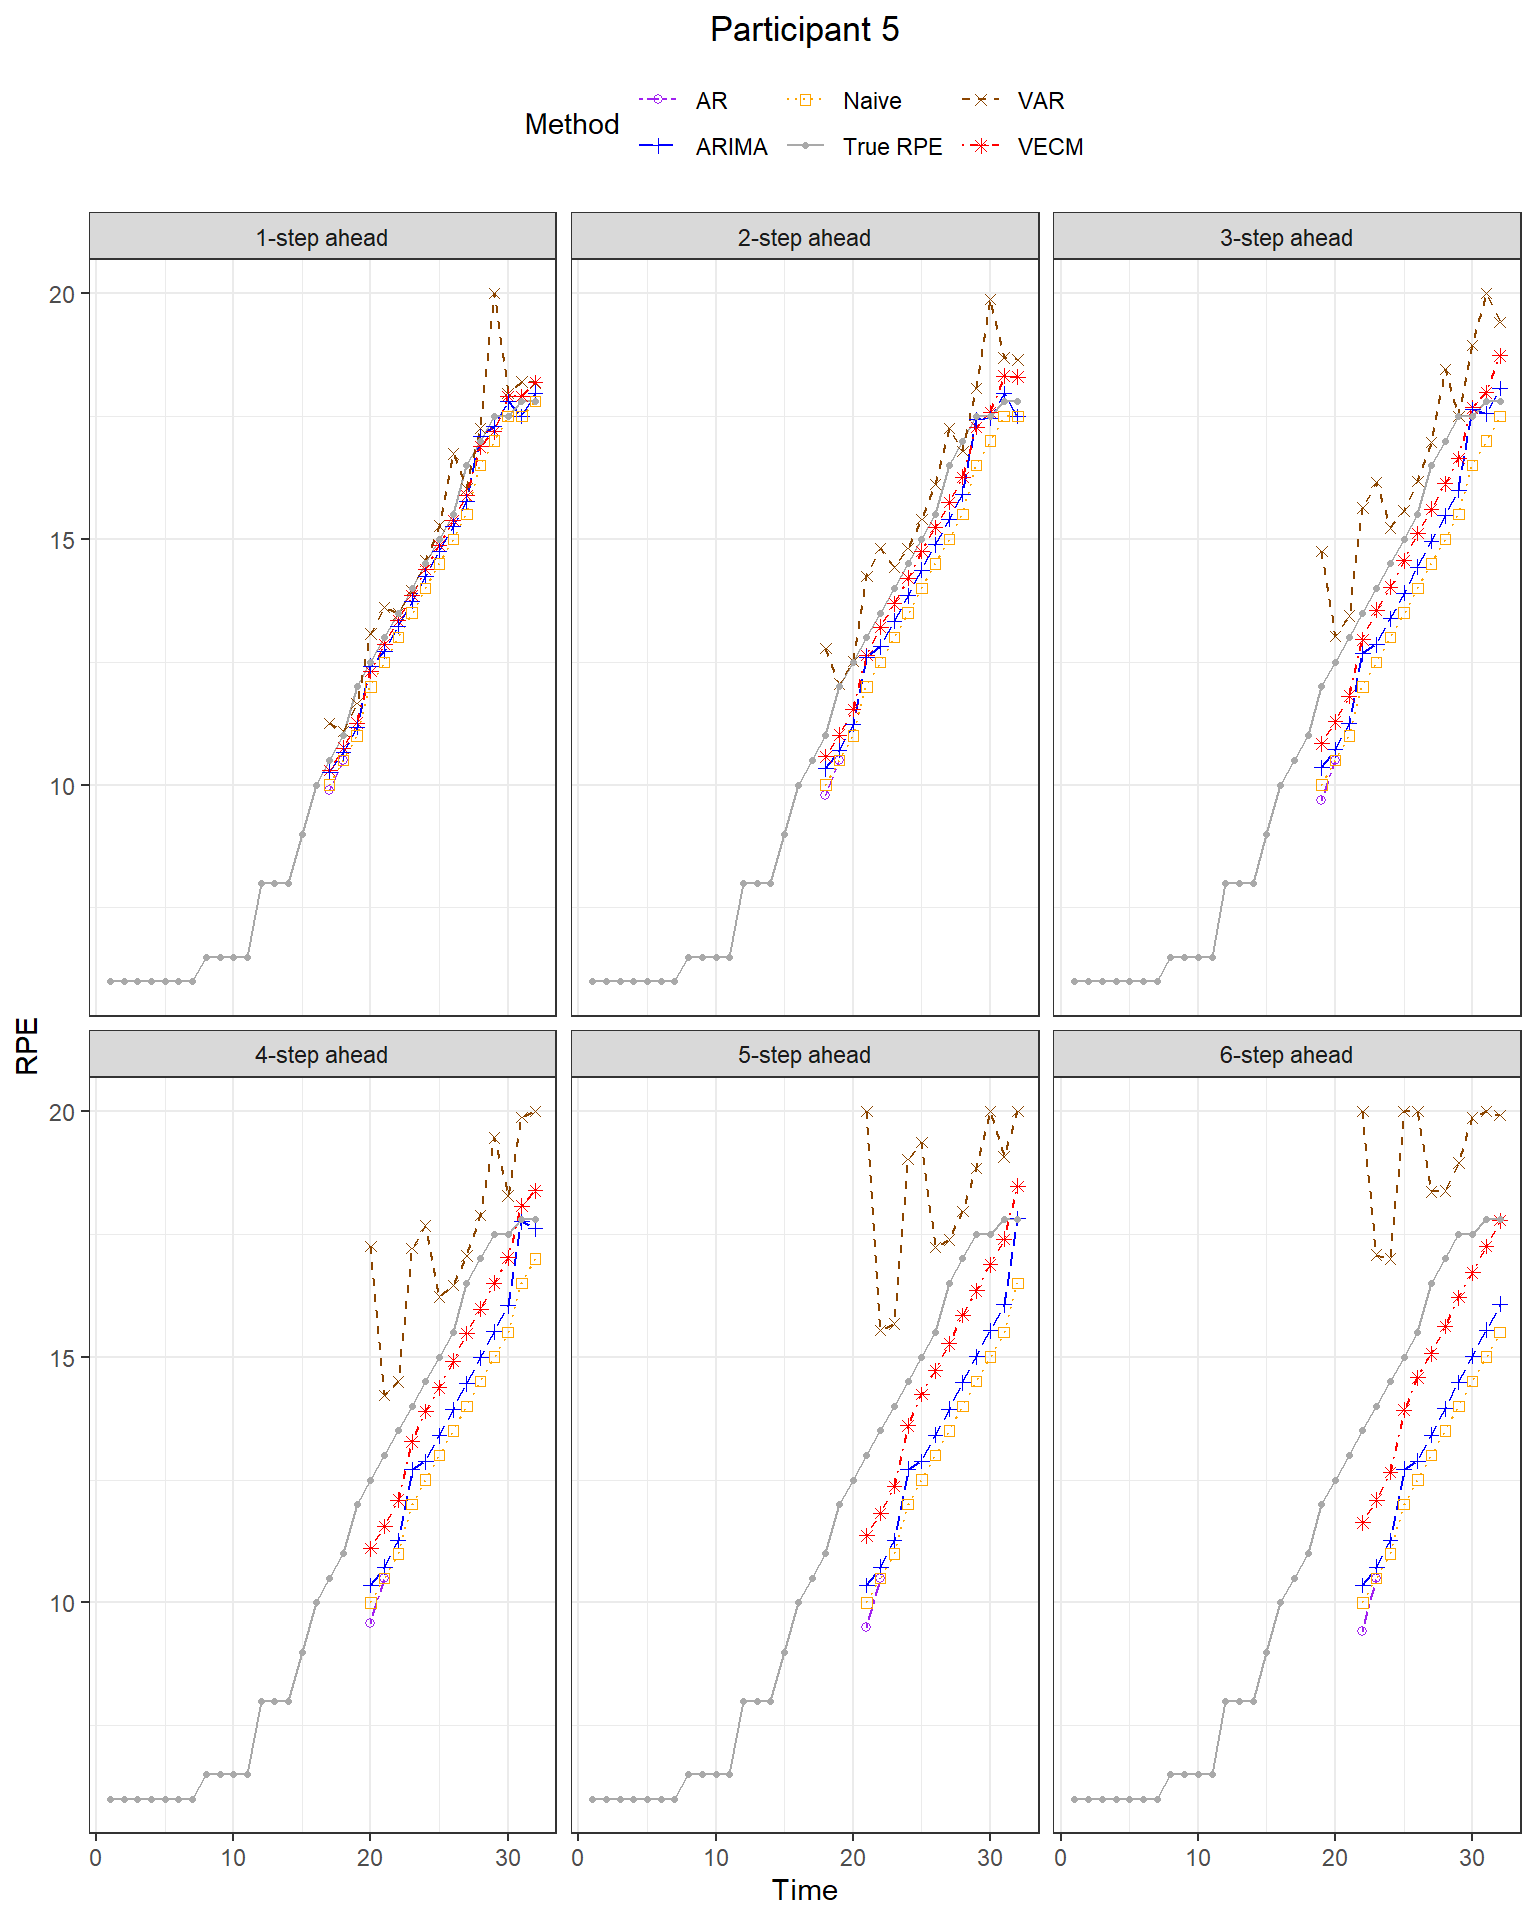 Participant 5
Method
AR
Naive
VAR
ARIMA
True RPE
VECM
1-step ahead
2-step ahead
3-step ahead
20
15
10
RPE
4-step ahead
5-step ahead
6-step ahead
20
15
10
0 10 20 30
0 10 20 30
0 10 20 30
Time